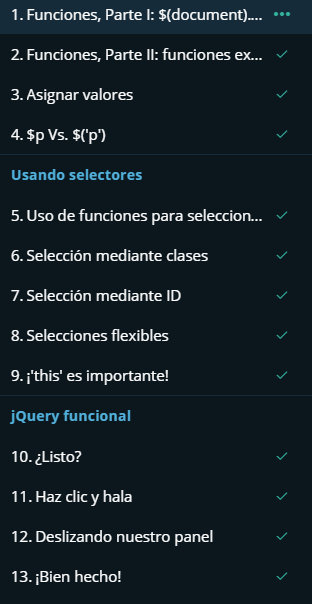 1. Funciones, Parte I: $(document)....
2. Funciones, Parte II: funciones ex...
3. Asignar valores
4. $p Vs. $('p')
Usando selectores
5. Uso de funciones para seleccion...
6. Selección mediante clases
7. Selección mediante ID
8. Selecciones flexibles
9. ¡'this' es importante!
jQuery funcional
10. ¿Listo?
11. Haz clic y hala
12. Deslizando nuestro panel
13. ¡Bien hecho!